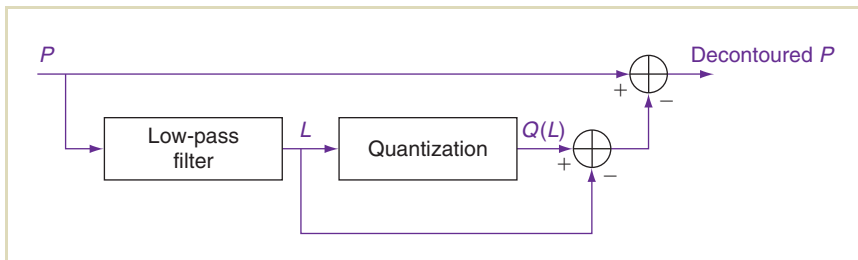 P
Decontoured P
+
−
Low-pass
filter
L
Quantization
Q(L)
+
−